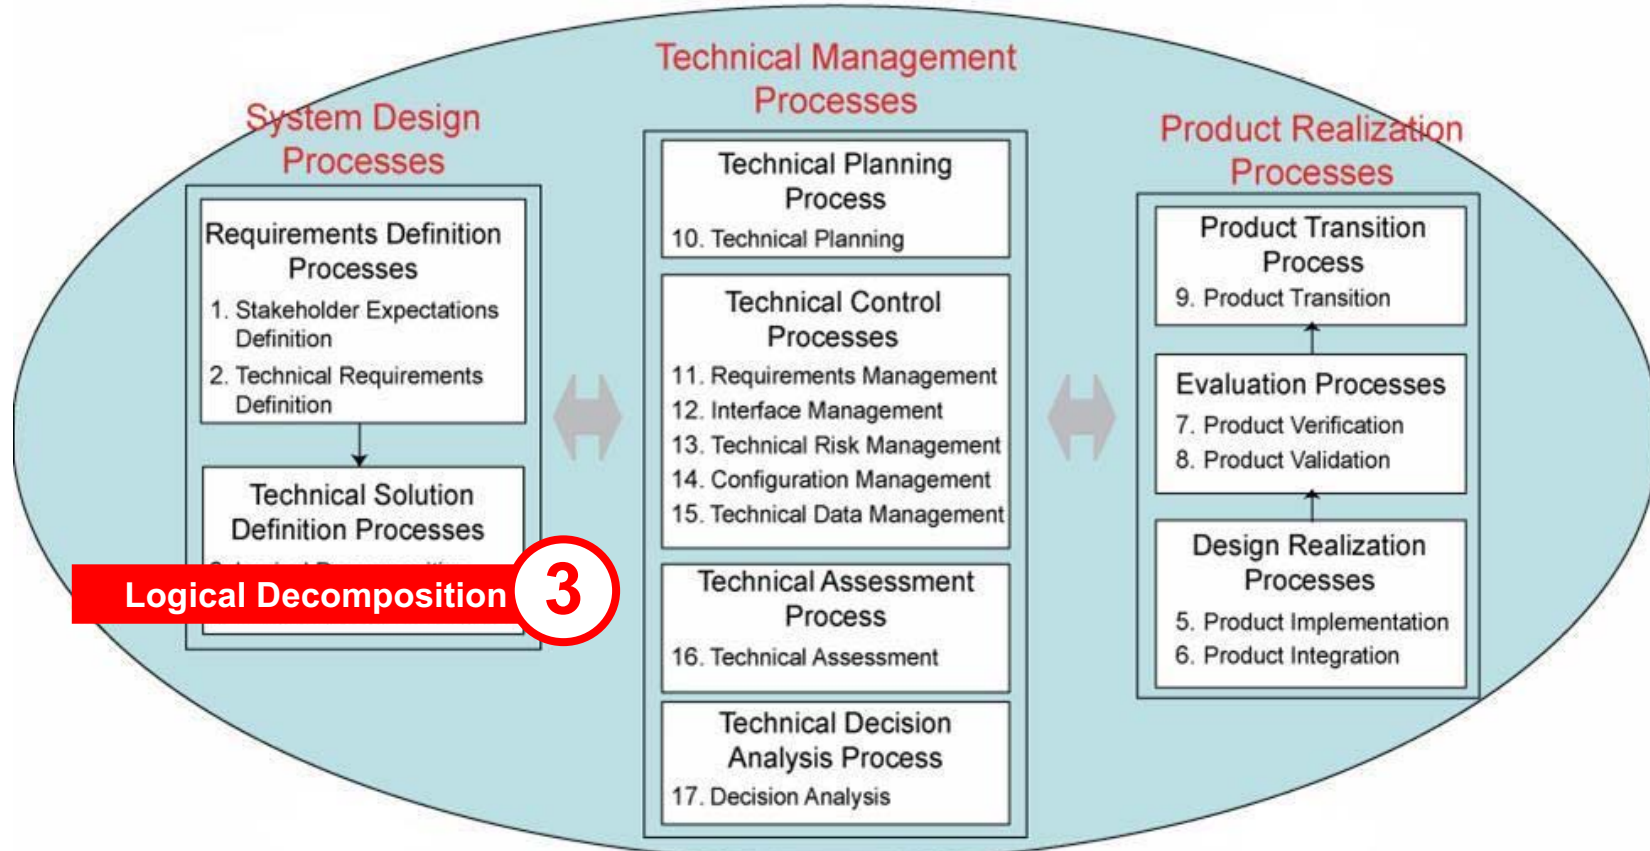 System Design
Processes
Requirements Definition
Processes
1. Stakeholder Expectations
Definition
2. Technical Requirements
Definition
Technical Solution
Definition Processes
Logical Decomposition
3
Technical Management
Processes
Technical Planning
Process
10. Technical Planning
Technical Control
Processes
11. Requirements Management
12. Interface Management
13. Technical Risk Management
14. Configuration Management
15. Technical Data Management
Technical Assessment
Process
16. Technical Assessment
Technical Decision
Analysis Process
17. Decision Analysis
Product Realization
Processes
Product Transition
Process
9. Product Transition
Evaluation Processes
7. Product Verification
8. Product Validation
Design Realization
Processes
5. Product Implementation
6. Product Integration